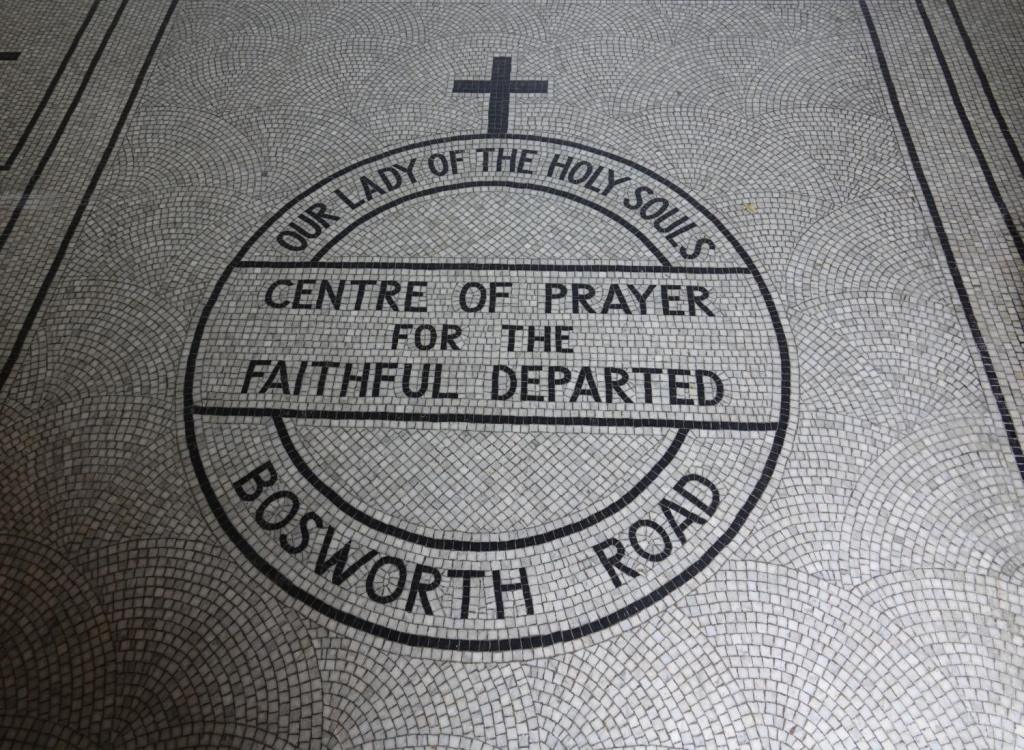 OUR LADY OF THE HOLY SOULS
CENTRE OF PRAYER
FOR THE
FAITHFUL DEPARTED
BOSWORTH ROAD